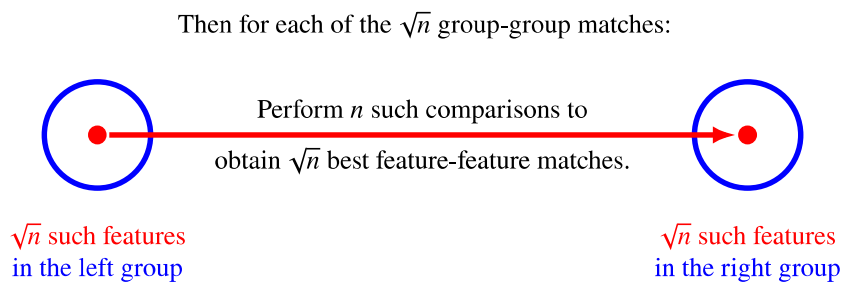 Then for each of the √n group-group matches:
Perform n such comparisons to
obtain √n best feature-feature matches.
√n such features
in the left group
√n such features
in the right group